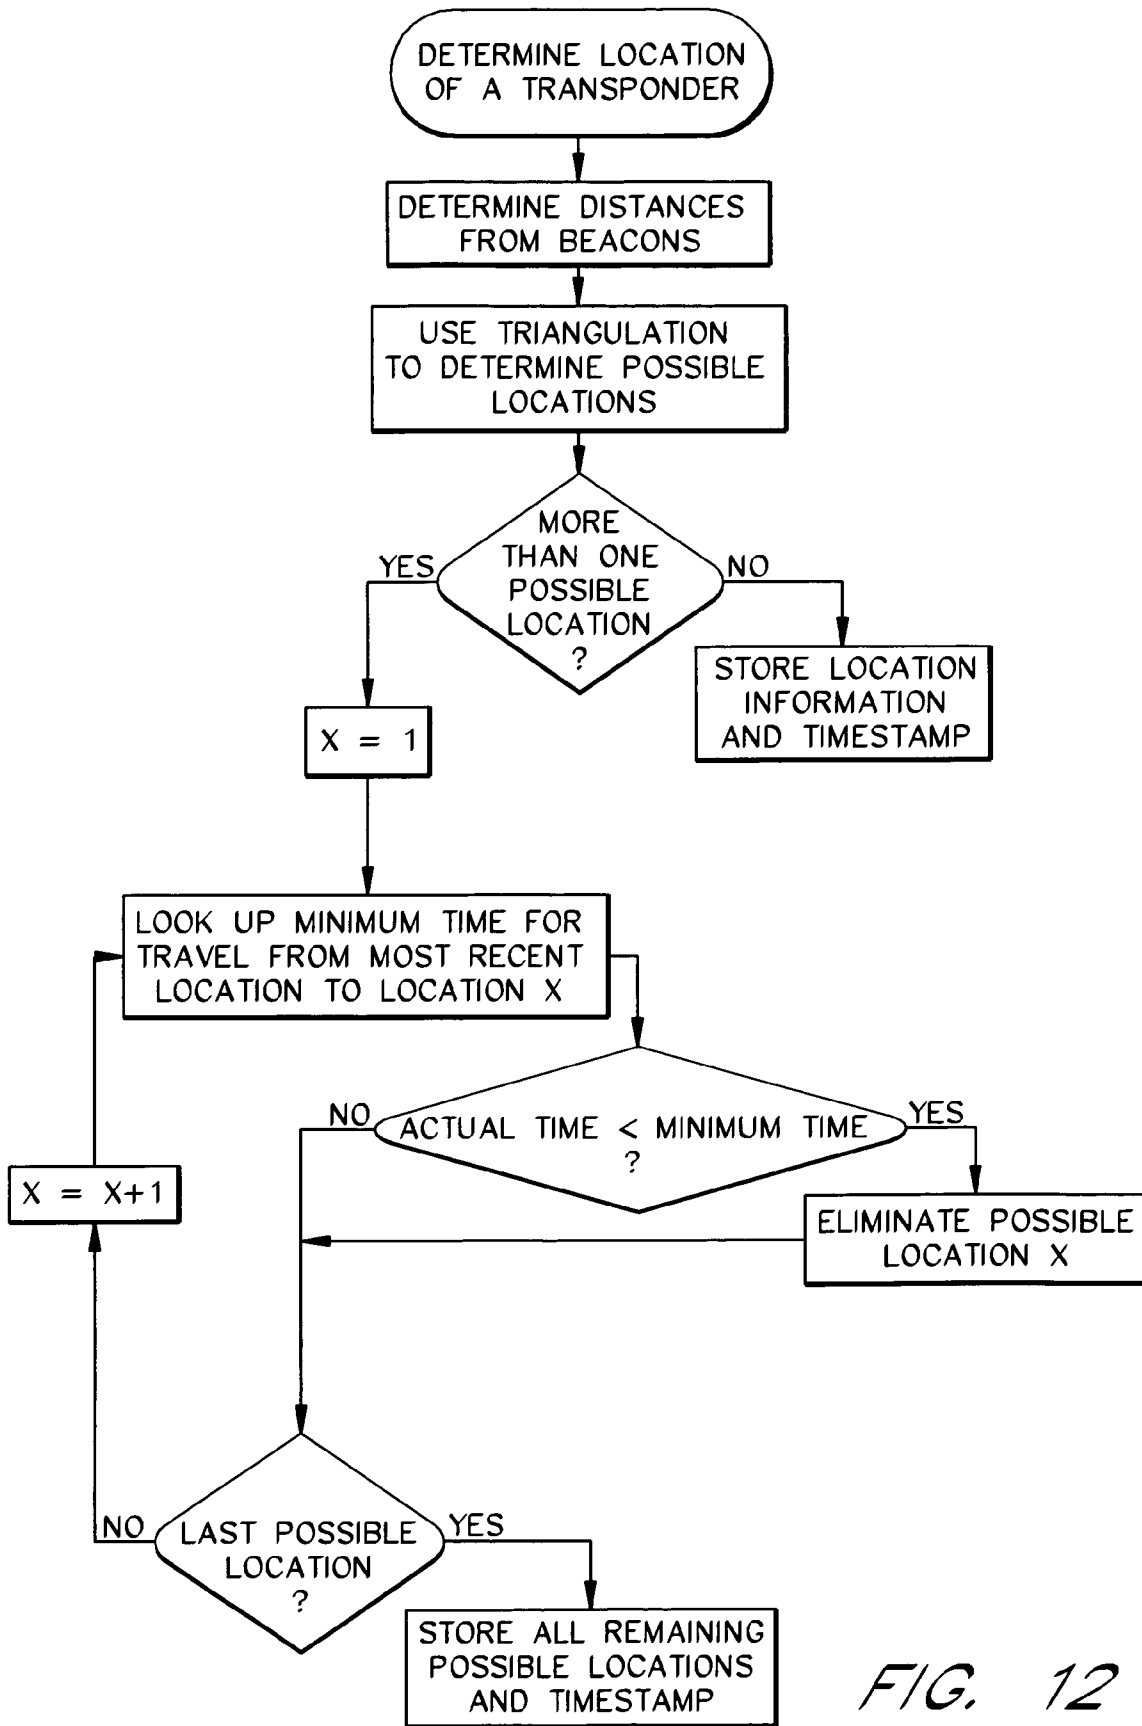 DETERMINE LOCATION
OF A TRANSPONDER
DETERMINE DISTANCES
FROM BEACONS
USE TRIANGULATION
TO DETERMINE POSSIBLE
LOCATIONS
MORE
THAN ONE
POSSIBLE
LOCATION
?
YES
NO
STORE LOCATION
INFORMATION
AND TIMESTAMP
X = 1
LOOK UP MINIMUM TIME FOR
TRAVEL FROM MOST RECENT
LOCATION TO LOCATION X
ACTUAL TIME < MINIMUM TIME
?
NO
YES
X = X+1
ELIMINATE POSSIBLE
LOCATION X
LAST POSSIBLE
LOCATION
?
NO
YES
STORE ALL REMAINING
POSSIBLE LOCATIONS
AND TIMESTAMP
FIG. 12